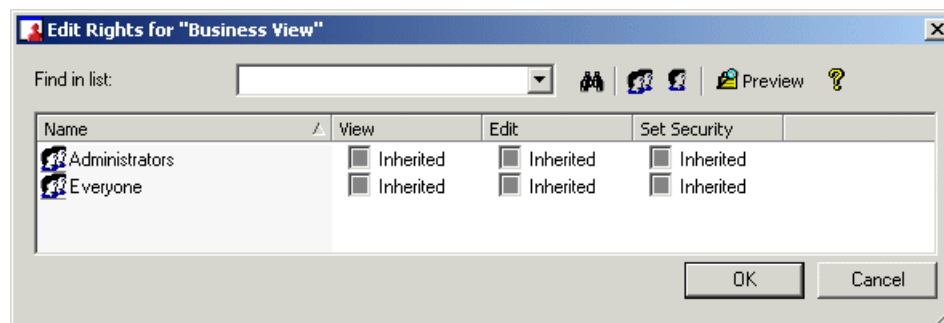 Edit Rights for "Business View"
Find in list:
Preview
Name View Edit Set Security
Administrators Inherited Inherited Inherited
Everyone Inherited Inherited Inherited
OK Cancel